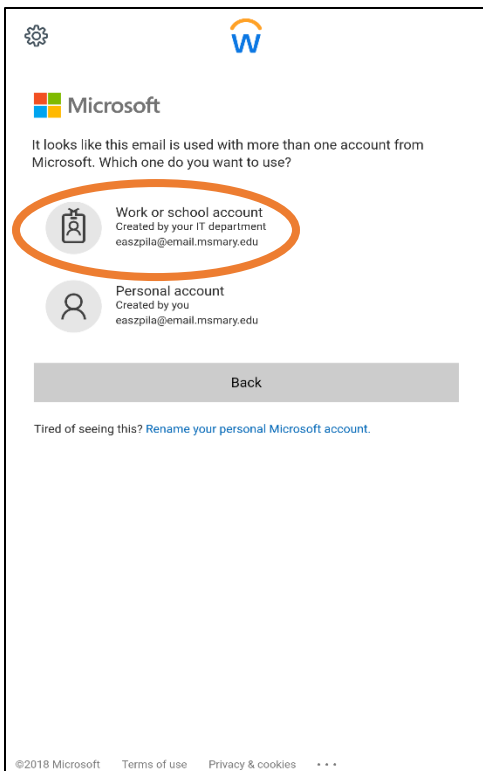 W
Microsoft
It looks like this email is used with more than one account from
Microsoft. Which one do you want to use?
Work or school account
Created by your IT department
easzpila@email.msmary.edu
Personal account
Created by you
easzpila@email.msmary.edu
Back
Tired of seeing this? Rename your personal Microsoft account.
©2018 Microsoft Terms of use Privacy & cookies ...